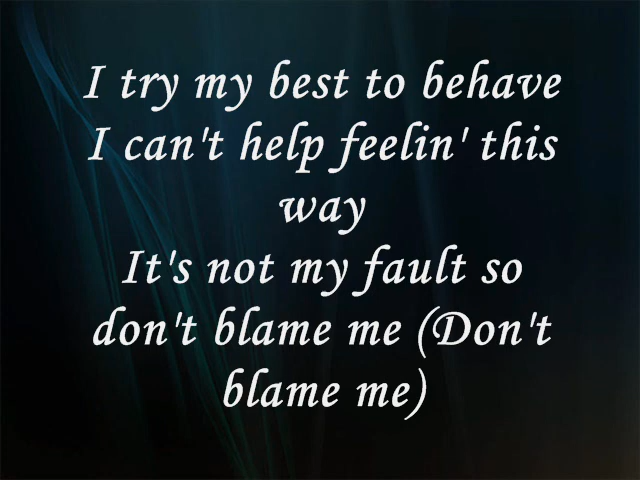 I try my best to behave
I can't help feelin' this
way
It's not my fault so
don't blame me (Don't
blame me)